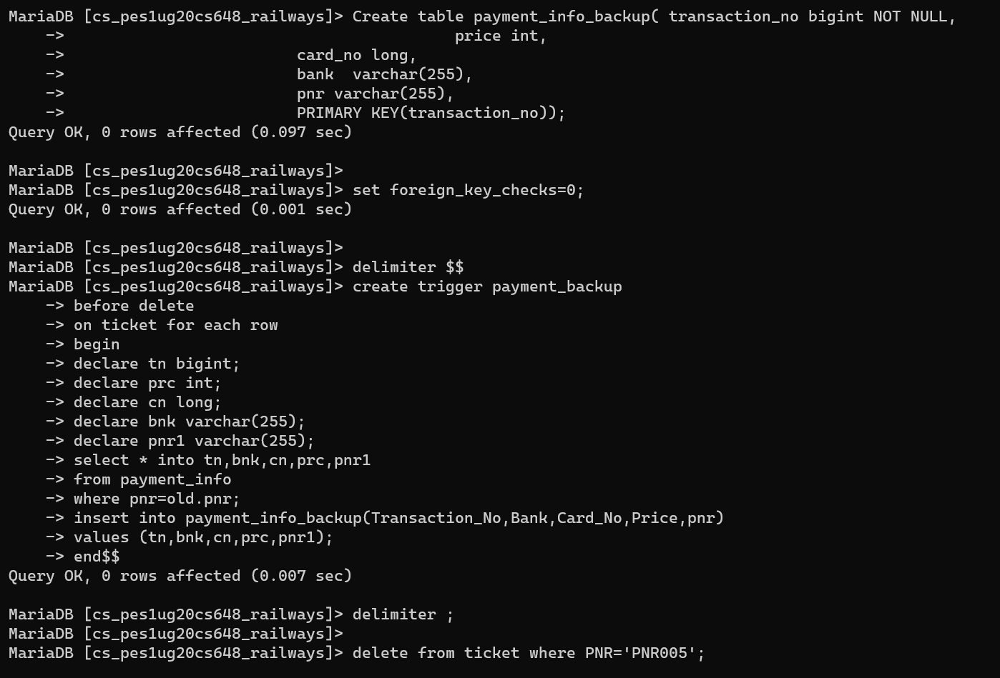 MariaDB [cs_pes1ug20cs648_railways]> Create table payment_info_backup( transaction_no bigint NOT NULL,
    ->                                          price int,
    ->                         card_no long,
    ->                         bank  varchar(255),
    ->                         pnr varchar(255),
    ->                         PRIMARY KEY(transaction_no));
Query OK, 0 rows affected (0.097 sec)

MariaDB [cs_pes1ug20cs648_railways]>
MariaDB [cs_pes1ug20cs648_railways]> set foreign_key_checks=0;
Query OK, 0 rows affected (0.001 sec)

MariaDB [cs_pes1ug20cs648_railways]>
MariaDB [cs_pes1ug20cs648_railways]> delimiter $$
MariaDB [cs_pes1ug20cs648_railways]> create trigger payment_backup
    -> before delete
    -> on ticket for each row
    -> begin
    -> declare tn bigint;
    -> declare prc int;
    -> declare cn long;
    -> declare bnk varchar(255);
    -> declare pnr1 varchar(255);
    -> select * into tn,bnk,cn,prc,pnr1
    -> from payment_info
    -> where pnr=old.pnr;
    -> insert into payment_info_backup(Transaction_No,Bank,Card_No,Price,pnr)
    -> values (tn,bnk,cn,prc,pnr1);
    -> end$$
Query OK, 0 rows affected (0.007 sec)

MariaDB [cs_pes1ug20cs648_railways]> delimiter ;
MariaDB [cs_pes1ug20cs648_railways]>
MariaDB [cs_pes1ug20cs648_railways]> delete from ticket where PNR='PNR005';